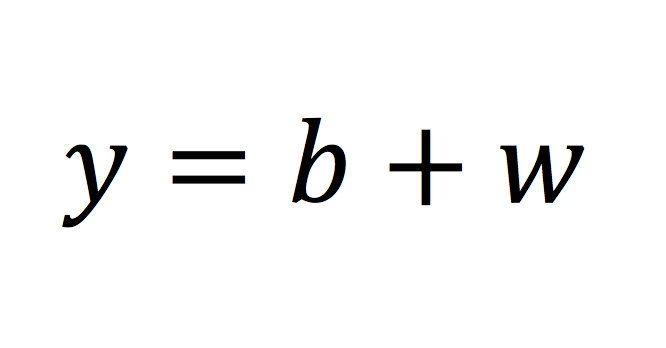 y = b + w